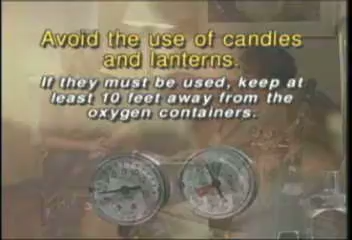 Avoid the use of candles
and lanterns.
If they must be used, keep at
least 10 feet away from the
oxygen containers.